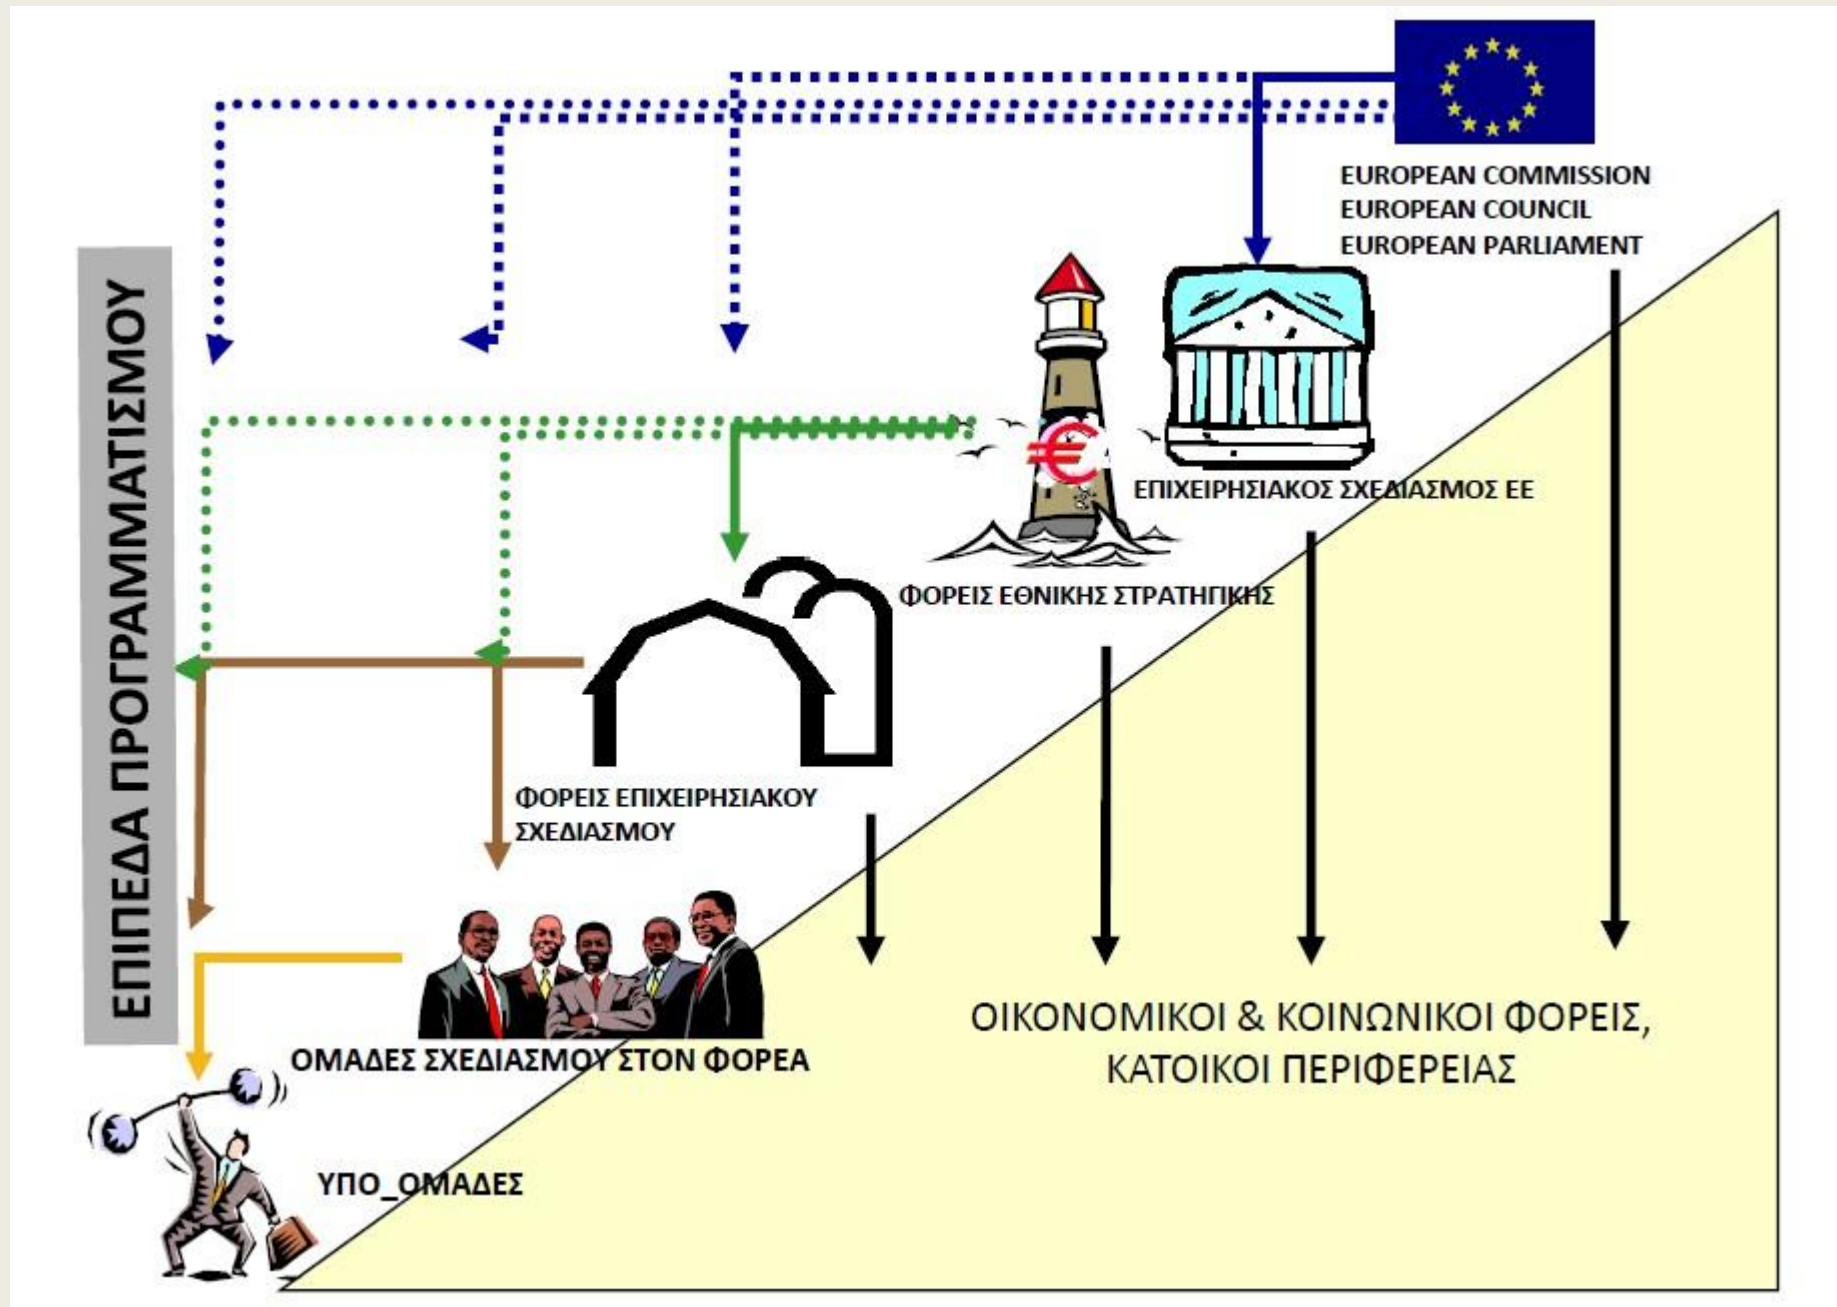 EUROPEAN COMMISSION
EUROPEAN COUNCIL
EUROPEAN PARLIAMENT
ΕΠΙΠΕΔΑ ΠΡΟΓΡΑΜΜΑΤΙΣΜΟΥ
ΕΠΙΧΕΙΡΗΣΙΑΚΟΣ ΣΧΕΔΙΑΣΜΟΣ ΕΕ
ΦΟΡΕΙΣ ΕΘΝΙΚΗΣ ΣΤΡΑΤΗΓΙΚΗΣ
ΦΟΡΕΙΣ ΕΠΙΧΕΙΡΗΣΙΑΚΟΥ
ΣΧΕΔΙΑΣΜΟΥ
ΟΙΚΟΝΟΜΙΚΟΙ & ΚΟΙΝΩΝΙΚΟΙ ΦΟΡΕΙΣ,
ΚΑΤΟΙΚΟΙ ΠΕΡΙΦΕΡΕΙΑΣ
ΟΜΑΔΕΣ ΣΧΕΔΙΑΣΜΟΥ ΣΤΟΝ ΦΟΡΕΑ
ΥΠΟ_ΟΜΑΔΕΣ